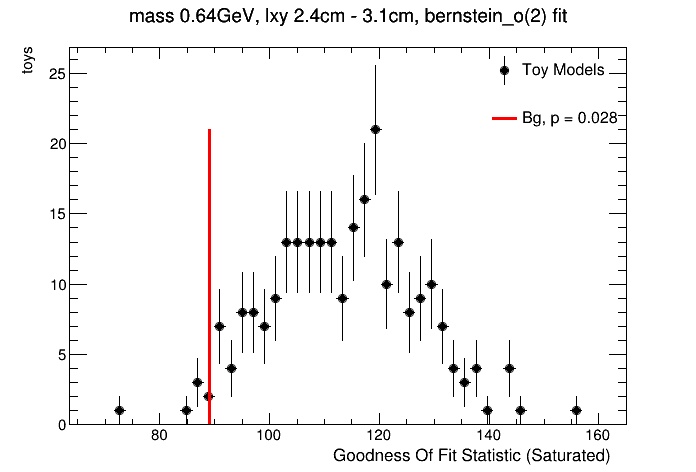 mass 0.64GeV, lxy 2.4cm - 3.1cm, bernstein_o(2) fit
toys
25
20
15
10
5
0
Toy Models
Bg, p = 0.028
80
100
120
140
160
Goodness Of Fit Statistic (Saturated)